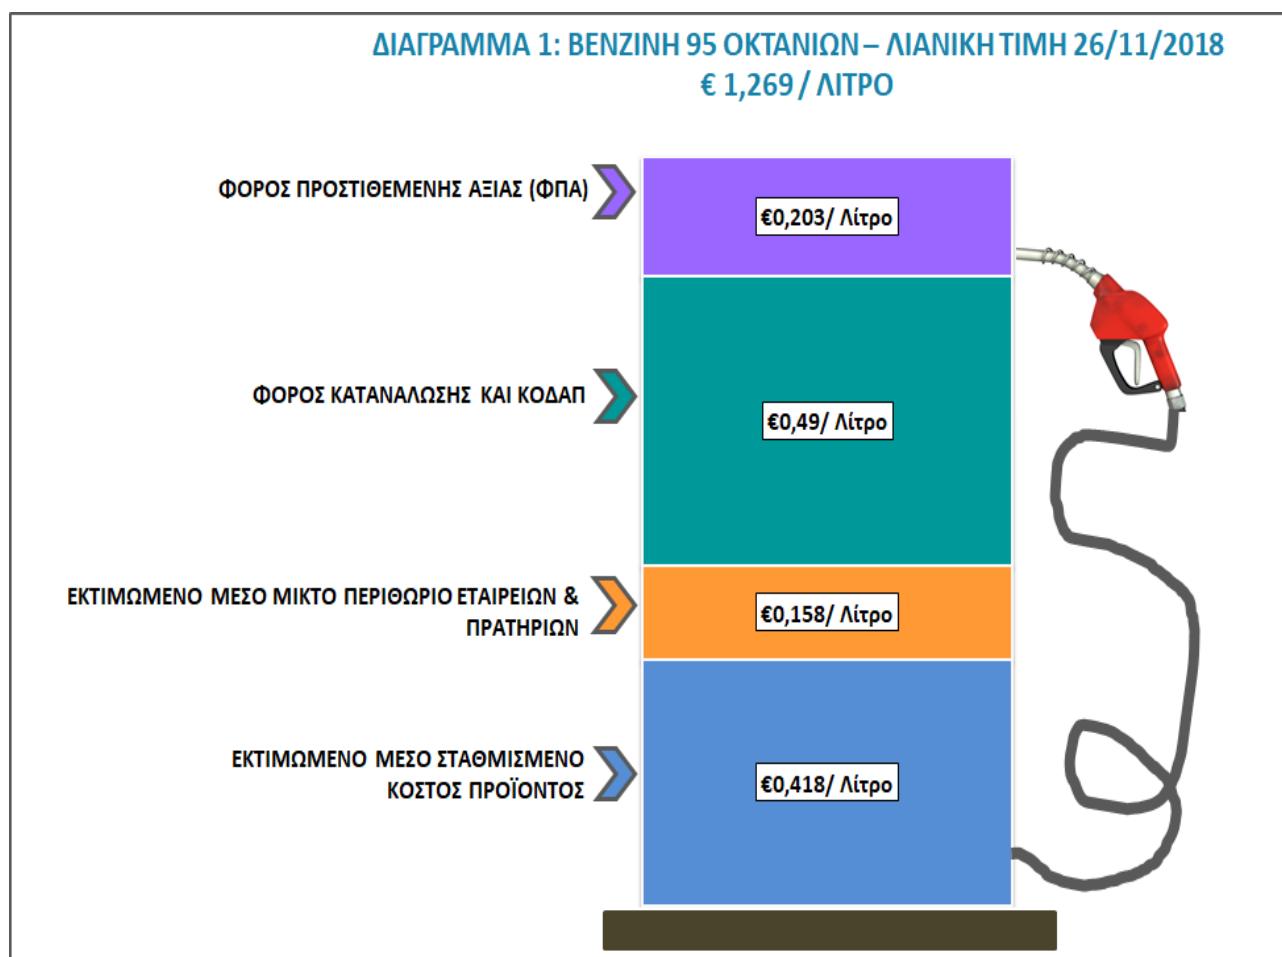 ΔΙΑΓΡΑΜΜΑ 1: ΒΕΝΖΙΝΗ 95 ΟΚΤΑΝΙΩΝ – ΛΙΑΝΙΚΗ ΤΙΜΗ 26/11/2018
€ 1,269 / ΛΙΤΡΟ
ΦΟΡΟΣ ΠΡΟΣΤΙΘΕΜΕΝΗΣ ΑΞΙΑΣ (ΦΠΑ)
€0,203/ Λίτρο
ΦΟΡΟΣ ΚΑΤΑΝΑΛΩΣΗΣ ΚΑΙ ΚΟΔΑΠ
€0,49/ Λίτρο
ΕΚΤΙΜΩΜΕΝΟ ΜΕΣΟ ΜΙΚΤΟ ΠΕΡΙΘΩΡΙΟ ΕΤΑΙΡΕΙΩΝ &
ΠΡΑΤΗΡΙΩΝ
€0,158/ Λίτρο
ΕΚΤΙΜΩΜΕΝΟ ΜΕΣΟ ΣΤΑΘΜΙΣΜΕΝΟ
ΚΟΣΤΟΣ ΠΡΟΪΟΝΤΟΣ
€0,418/ Λίτρο